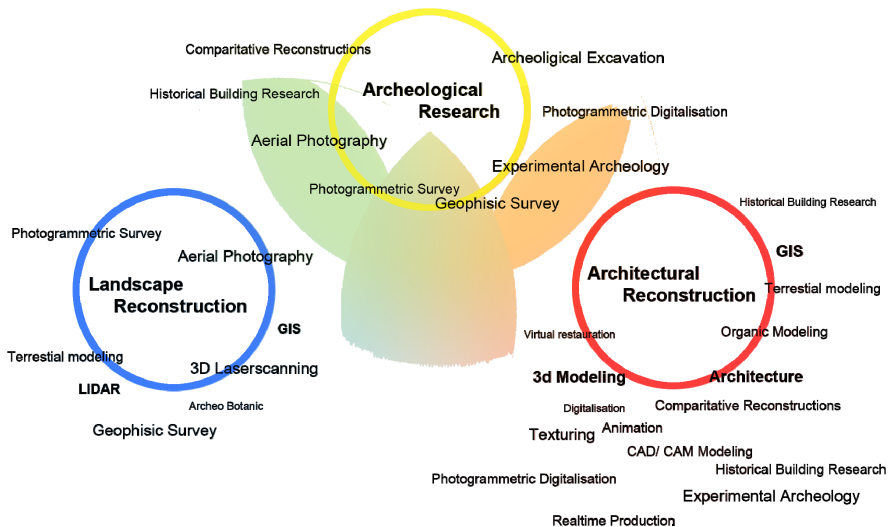 Comparitative Reconstructions
Archeoligical Excavation
Historical Building Research
Archeological
Research
Photogrammetric Digitalisation
Aerial Photography
Experimental Archeology
Photogrammetric Survey
Geophisic Survey
Photogrammetric Survey
Aerial Photography
Landscape
Reconstruction
GIS
Terrestial modeling
3D Laserscanning
LIDAR
Archeo Botanic
Geophisic Survey
Historical Building Research
GIS
Architectural
Reconstruction
Terrestial modeling
Organic Modeling
Virtual restauration
3d Modeling
Architecture
Digitalisation
Comparitative Reconstructions
Texturing
Animation
CAD/ CAM Modeling
Historical Building Research
Photogrammetric Digitalisation
Experimental Archeology
Realtime Production